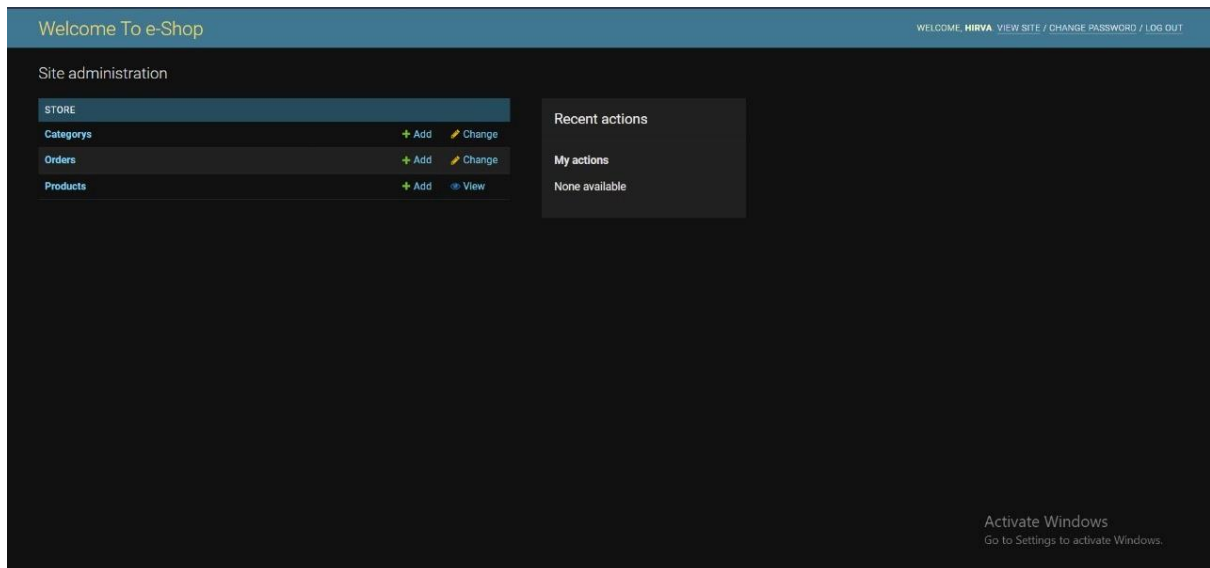 Welcome To e-Shop
WELCOME, HIRVA. VIEW SITE / CHANGE PASSWORD / LOG OUT
Site administration
STORE
Categorys + Add Change
Orders + Add Change
Products + Add View
Recent actions
My actions
None available
Activate Windows
Go to Settings to activate Windows.